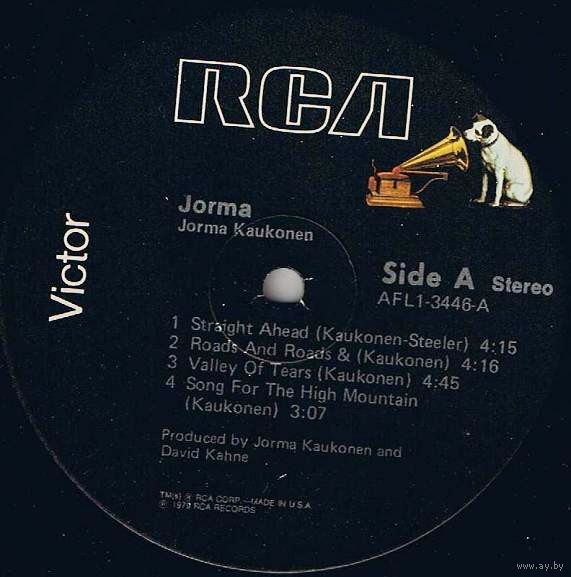 RCA
Victor
Jorma
Jorma Kaukonen
Side A Stereo
AFL1-3446-A
1 Straight Ahead (Kaukonen-Steeler) 4:15
2 Roads And Roads & (Kaukonen) 4:16
3 Valley Of Tears (Kaukonen) 4:45
4 Song For The High Mountain
(Kaukonen) 3:07
Produced by Jorma Kaukonen and
David Kahne
TM(s) ® RCA CORP.—MADE IN U.S.A.
℗ 1979 RCA RECORDS
www.ay.by